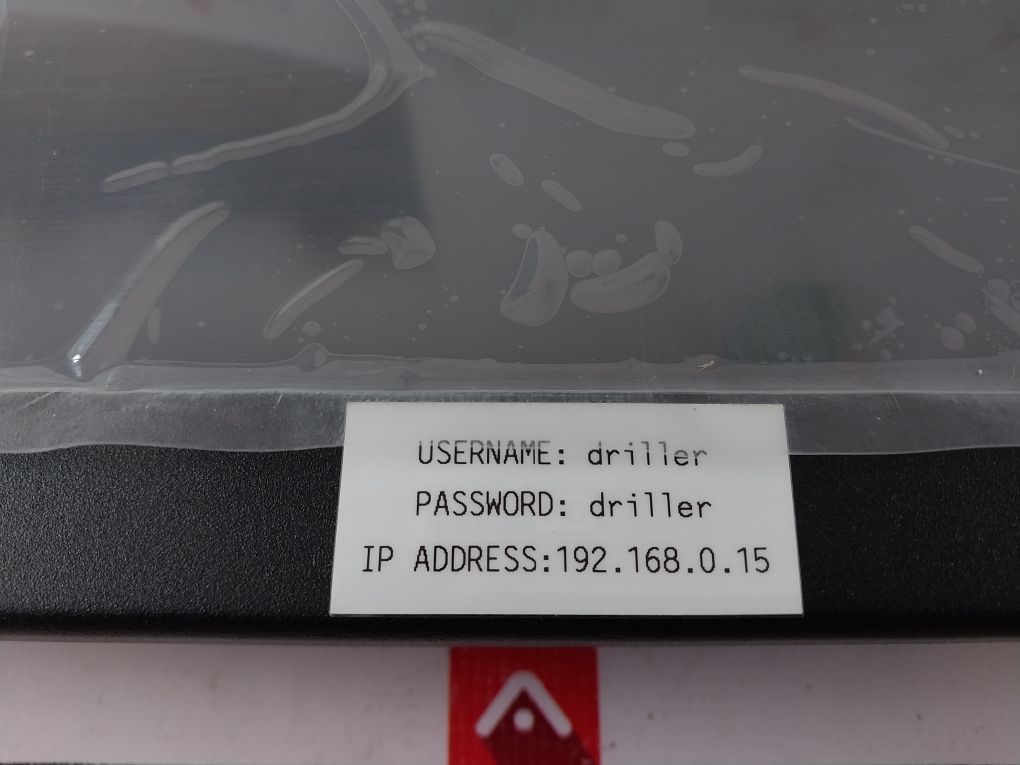 USERNAME: driller
PASSWORD: driller
IP ADDRESS:192.168.0.15